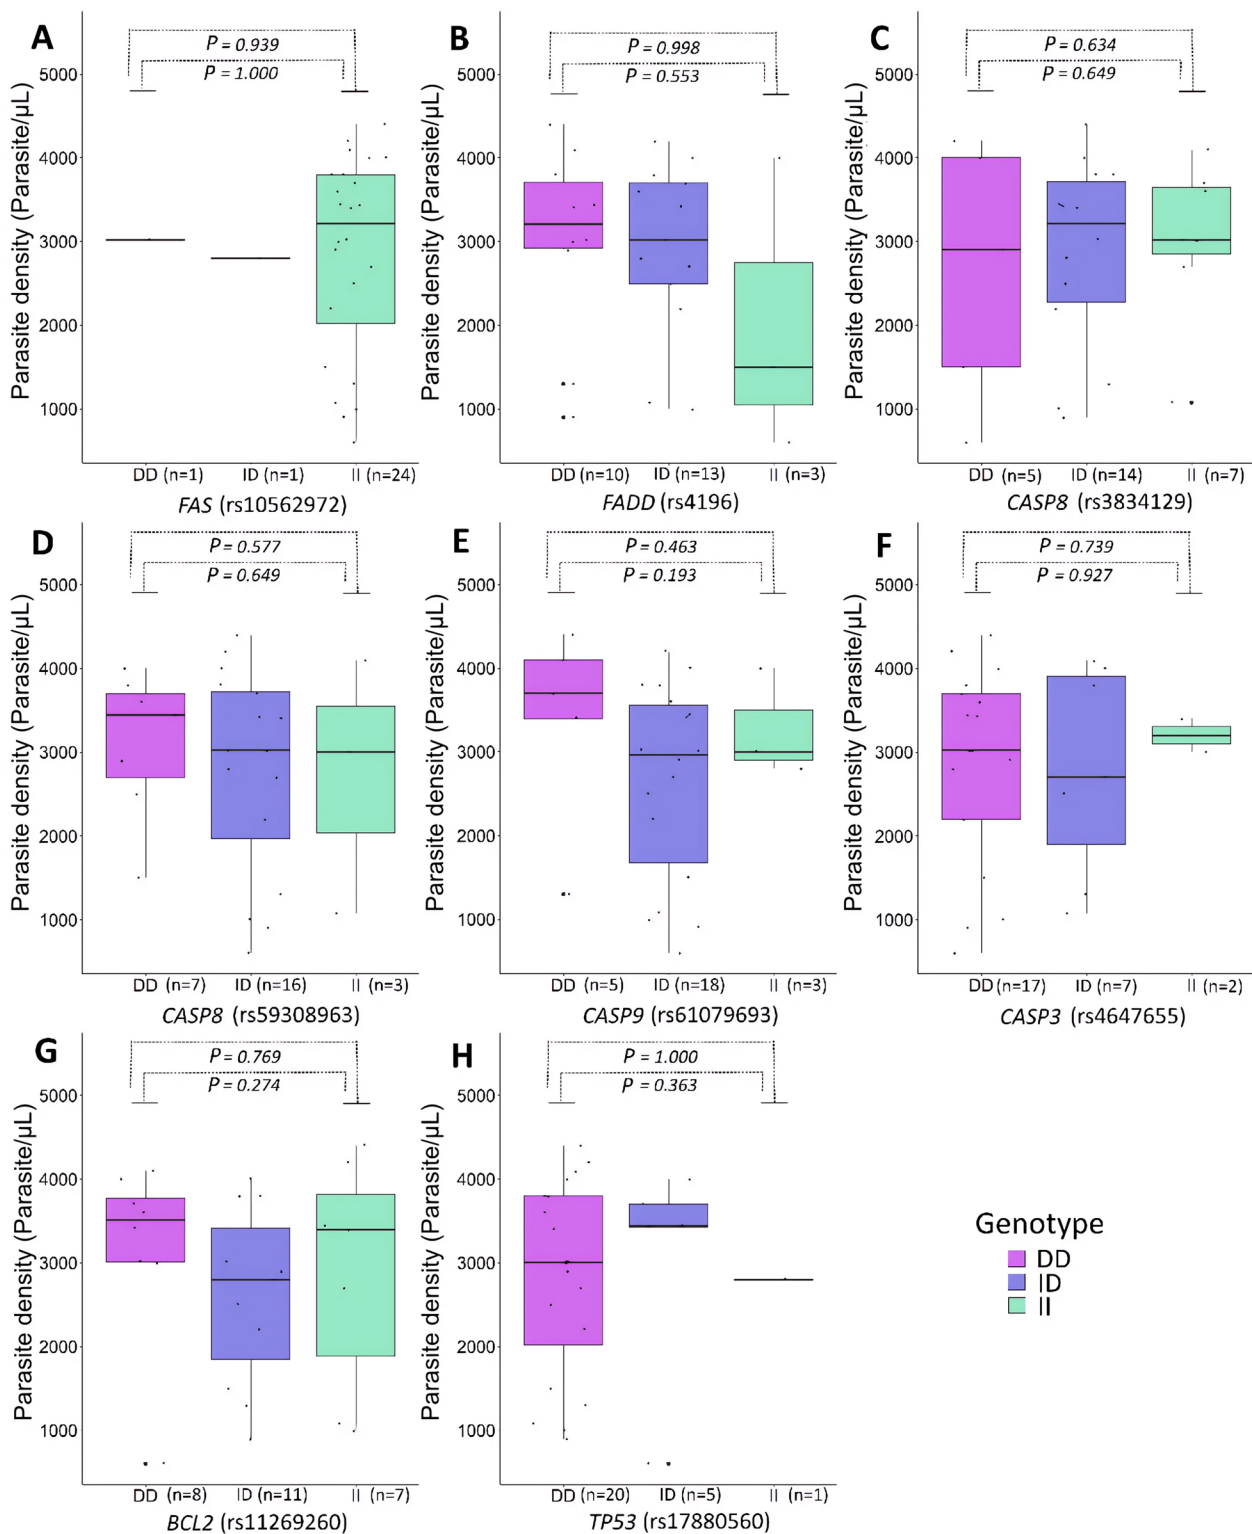 A
P = 0.939
P = 1.000
Parasite density (Parasite/µL)
5000
4000
3000
2000
1000
DD (n=1)
ID (n=1)
II (n=24)
FAS (rs10562972)
B
P = 0.998
P = 0.553
Parasite density (Parasite/µL)
5000
4000
3000
2000
1000
DD (n=10)
ID (n=13)
II (n=3)
FADD (rs4196)
C
P = 0.634
P = 0.649
Parasite density (Parasite/µL)
5000
4000
3000
2000
1000
DD (n=5)
ID (n=14)
II (n=7)
CASP8 (rs3834129)
D
P = 0.577
P = 0.649
Parasite density (Parasite/µL)
5000
4000
3000
2000
1000
DD (n=7)
ID (n=16)
II (n=3)
CASP8 (rs59308963)
E
P = 0.463
P = 0.193
Parasite density (Parasite/µL)
5000
4000
3000
2000
1000
DD (n=5)
ID (n=18)
II (n=3)
CASP9 (rs61079693)
F
P = 0.739
P = 0.927
Parasite density (Parasite/µL)
5000
4000
3000
2000
1000
DD (n=17)
ID (n=7)
II (n=2)
CASP3 (rs4647655)
G
P = 0.769
P = 0.274
Parasite density (Parasite/µL)
5000
4000
3000
2000
1000
DD (n=8)
ID (n=11)
II (n=7)
BCL2 (rs11269260)
H
P = 1.000
P = 0.363
Parasite density (Parasite/µL)
5000
4000
3000
2000
1000
DD (n=20)
ID (n=5)
II (n=1)
TP53 (rs17880560)
Genotype
DD
ID
II